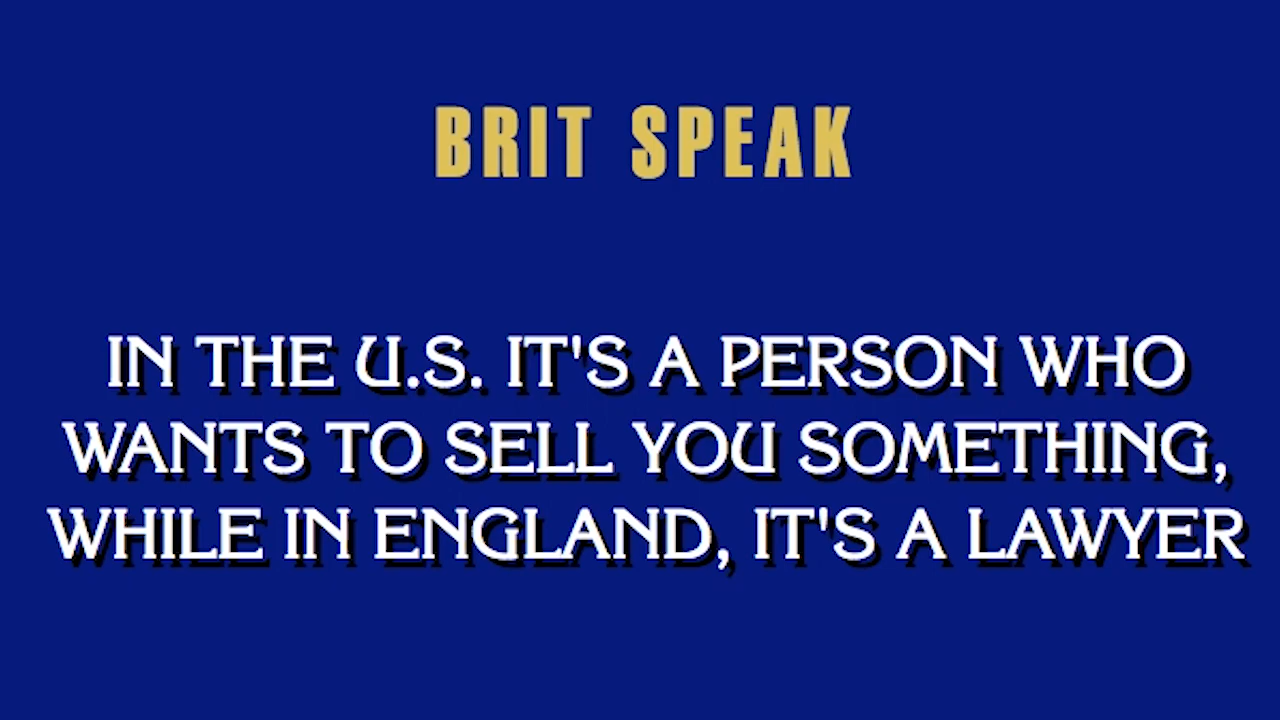 BRIT SPEAK
IN THE U.S. IT'S A PERSON WHO
WANTS TO SELL YOU SOMETHING,
WHILE IN ENGLAND, IT'S A LAWYER